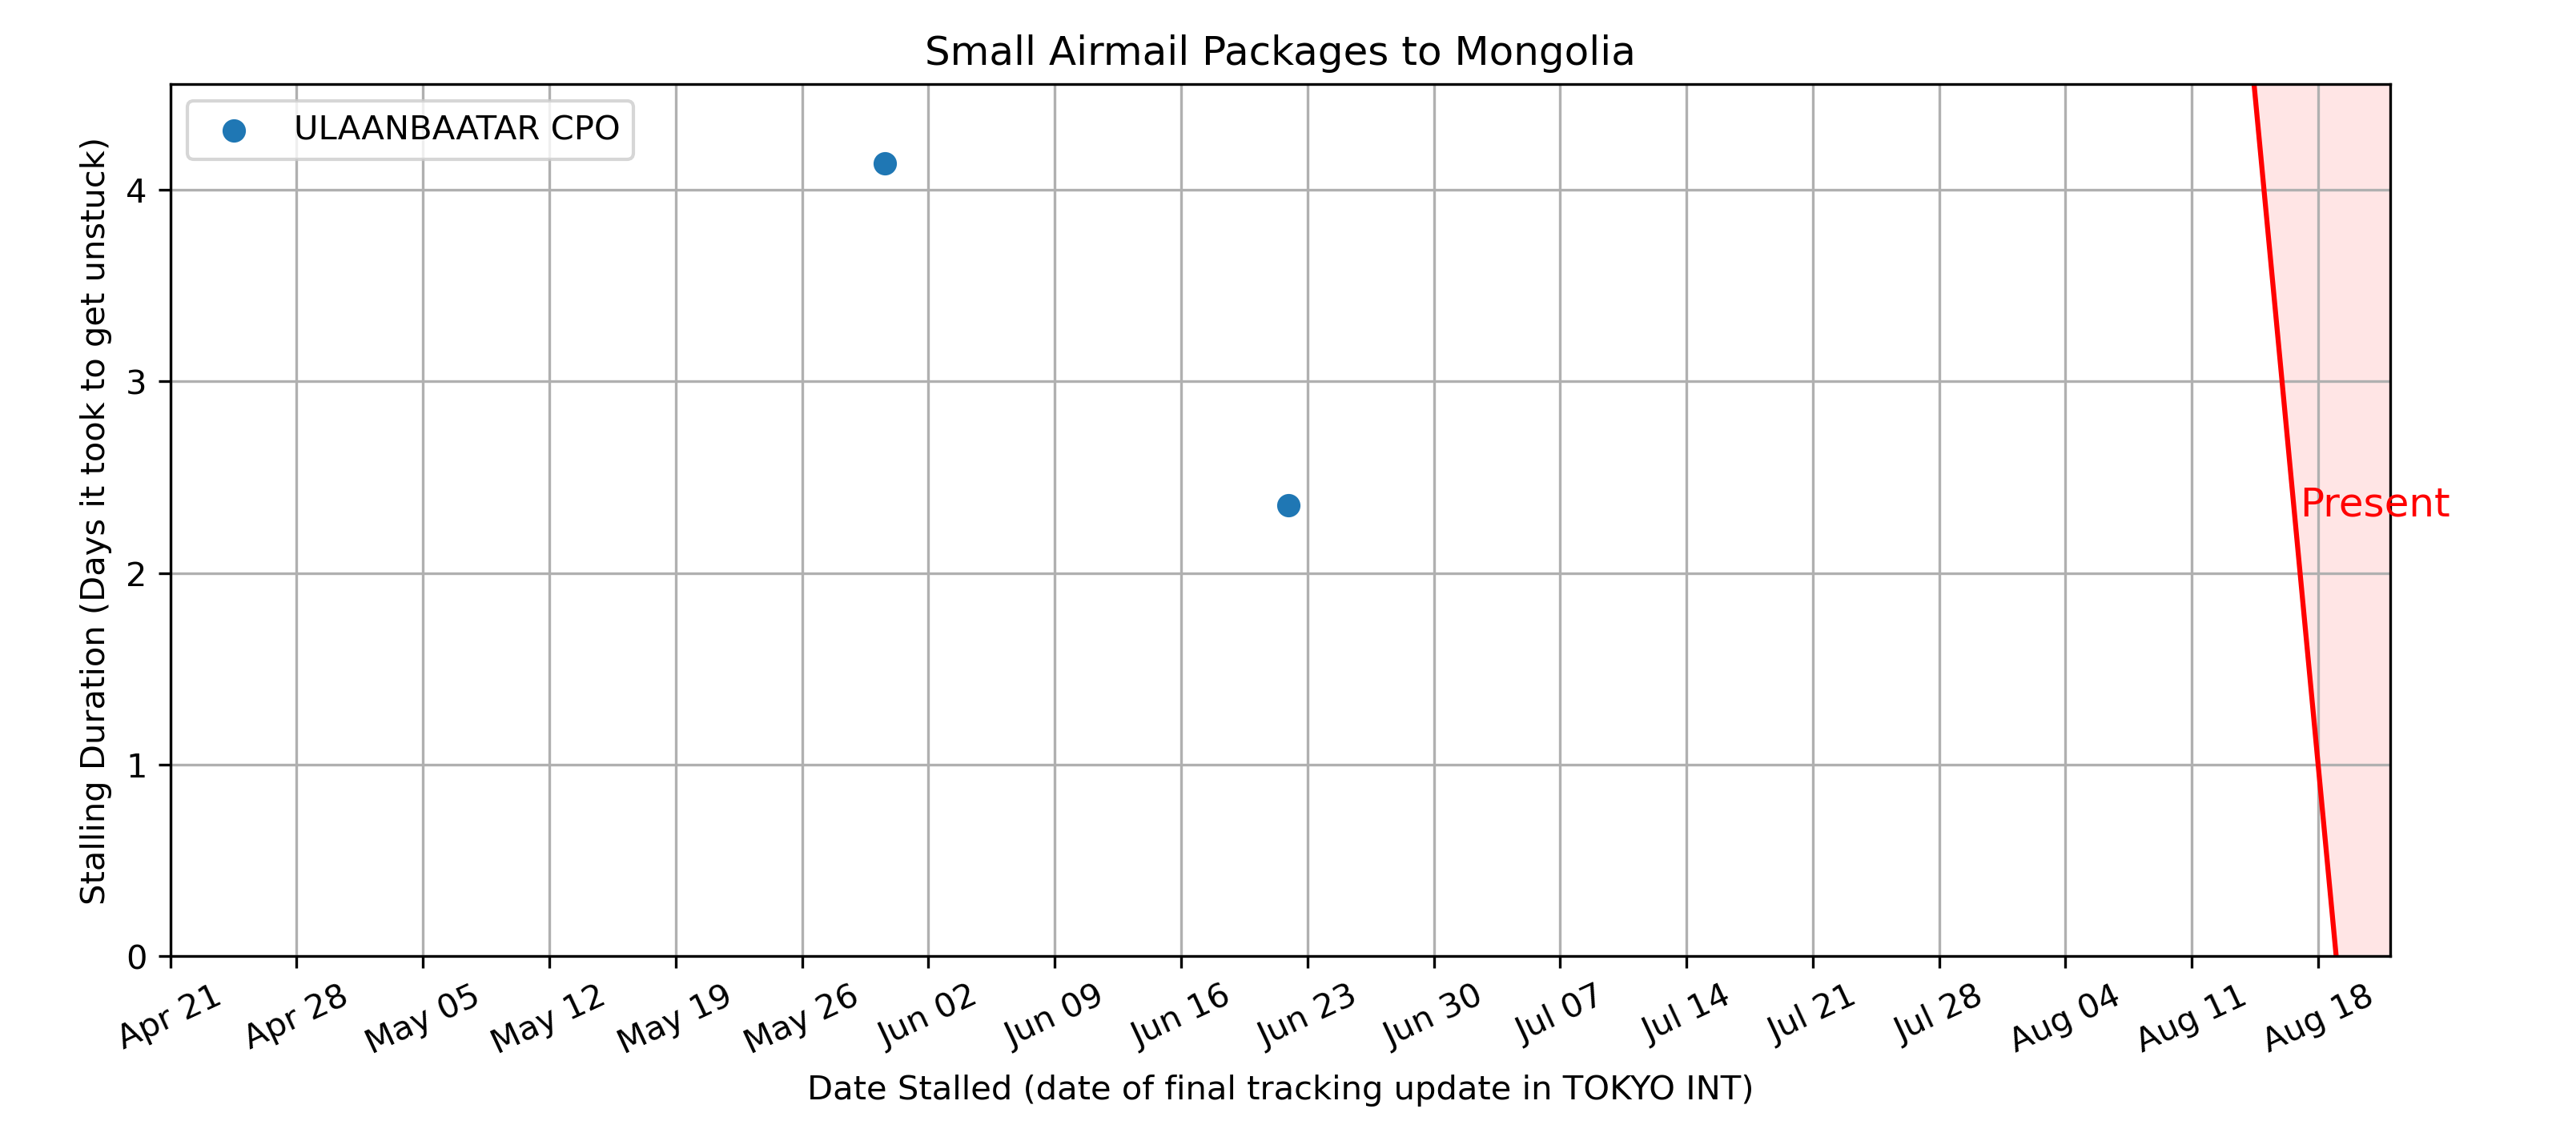 Small Airmail Packages to Mongolia
ULAANBAATAR CPO
Stalling Duration (Days it took to get unstuck)
4
3
2
1
0
Present
Apr 21
Apr 28
May 05
May 12
May 19
May 26
Jun 02
Jun 09
Jun 16
Jun 23
Jun 30
Jul 07
Jul 14
Jul 21
Jul 28
Aug 04
Aug 11
Aug 18
Date Stalled (date of final tracking update in TOKYO INT)